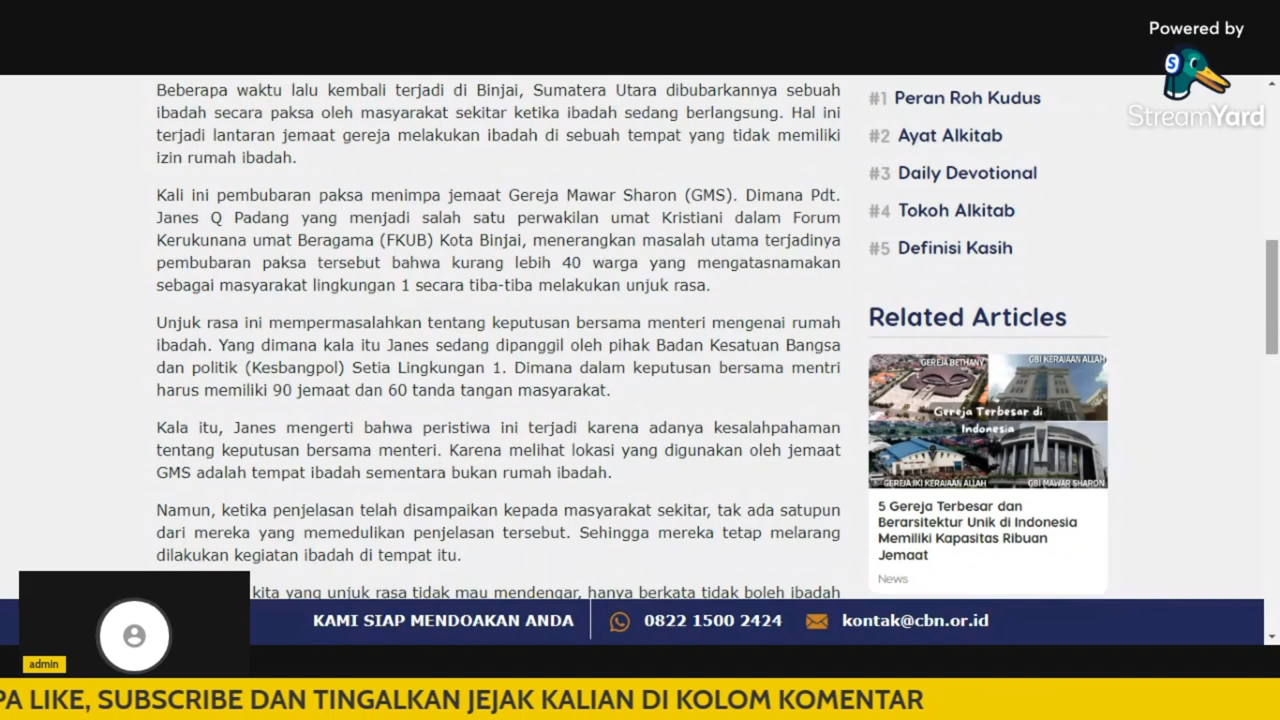 Powered by
StreamYard
Beberapa waktu lalu kembali terjadi di Binjai, Sumatera Utara dibubarkannya sebuah
ibadah secara paksa oleh masyarakat sekitar ketika ibadah sedang berlangsung. Hal ini
terjadi lantaran jemaat gereja melakukan ibadah di sebuah tempat yang tidak memiliki
izin rumah ibadah.
Kali ini pembubaran paksa menimpa jemaat Gereja Mawar Sharon (GMS). Dimana Pdt.
Janes Q Padang yang menjadi salah satu perwakilan umat Kristiani dalam Forum
Kerukunana umat Beragama (FKUB) Kota Binjai, menerangkan masalah utama terjadinya
pembubaran paksa tersebut bahwa kurang lebih 40 warga yang mengatasnamakan
sebagai masyarakat lingkungan 1 secara tiba-tiba melakukan unjuk rasa.
Unjuk rasa ini mempermasalahkan tentang keputusan bersama menteri mengenai rumah
ibadah. Yang dimana kala itu Janes sedang dipanggil oleh pihak Badan Kesatuan Bangsa
dan politik (Kesbangpol) Setia Lingkungan 1. Dimana dalam keputusan bersama mentri
harus memiliki 90 jemaat dan 60 tanda tangan masyarakat.
Kala itu, Janes mengerti bahwa peristiwa ini terjadi karena adanya kesalahpahaman
tentang keputusan bersama menteri. Karena melihat lokasi yang digunakan oleh jemaat
GMS adalah tempat ibadah sementara bukan rumah ibadah.
Namun, ketika penjelasan telah disampaikan kepada masyarakat sekitar, tak ada satupun
dari mereka yang memedulikan penjelasan tersebut. Sehingga mereka tetap melarang
dilakukan kegiatan ibadah di tempat itu.
kita yang unjuk rasa tidak mau mendengar, hanya berkata tidak boleh ibadah
#1 Peran Roh Kudus
#2 Ayat Alkitab
#3 Daily Devotional
#4 Tokoh Alkitab
#5 Definisi Kasih
Related Articles
GEREJA BETHANY
GBI KERAJAAN ALLAH
Gereja Terbesar di
Indonesia
GEREJA JKI KERAJAAN ALLAH
GBI MAWAR SHARON
5 Gereja Terbesar dan
Berarsitektur Unik di Indonesia
Memiliki Kapasitas Ribuan
Jemaat
News
KAMI SIAP MENDOAKAN ANDA
0822 1500 2424
kontak@cbn.or.id
admin
PA LIKE, SUBSCRIBE DAN TINGALKAN JEJAK KALIAN DI KOLOM KOMENTAR